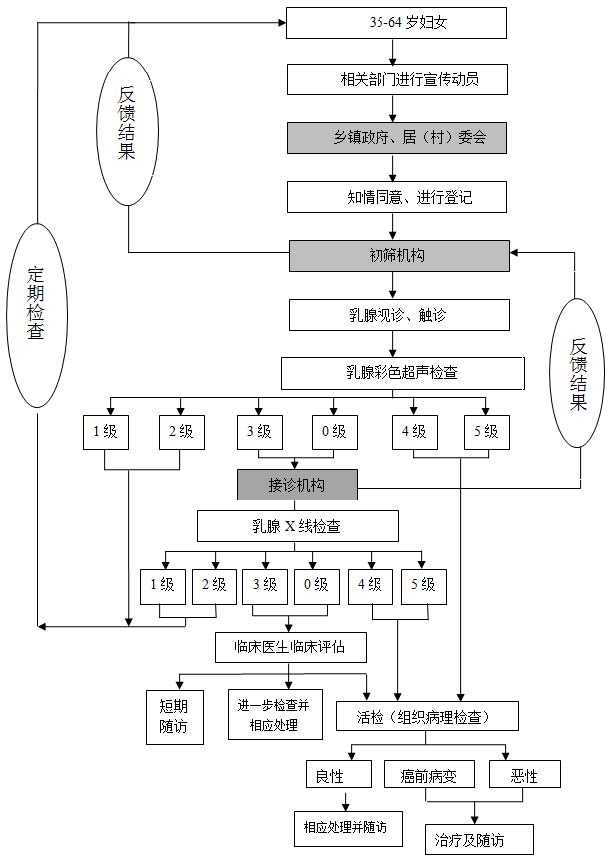 35-64 岁妇女
相关部门进行宣传动员
反馈结果
乡镇政府、居（村）委会
知情同意、进行登记
初筛机构
定期检查
乳腺视诊、触诊
反馈结果
乳腺彩色超声检查
1级
2级
3级
0级
4级
5级
接诊机构
乳腺 X 线检查
1级
2级
3级
0级
4级
5级
临床医生临床评估
短期
随访
进一步检查并
相应处理
活检（组织病理检查）
良性
癌前病变
恶性
相应处理并随访
治疗及随访